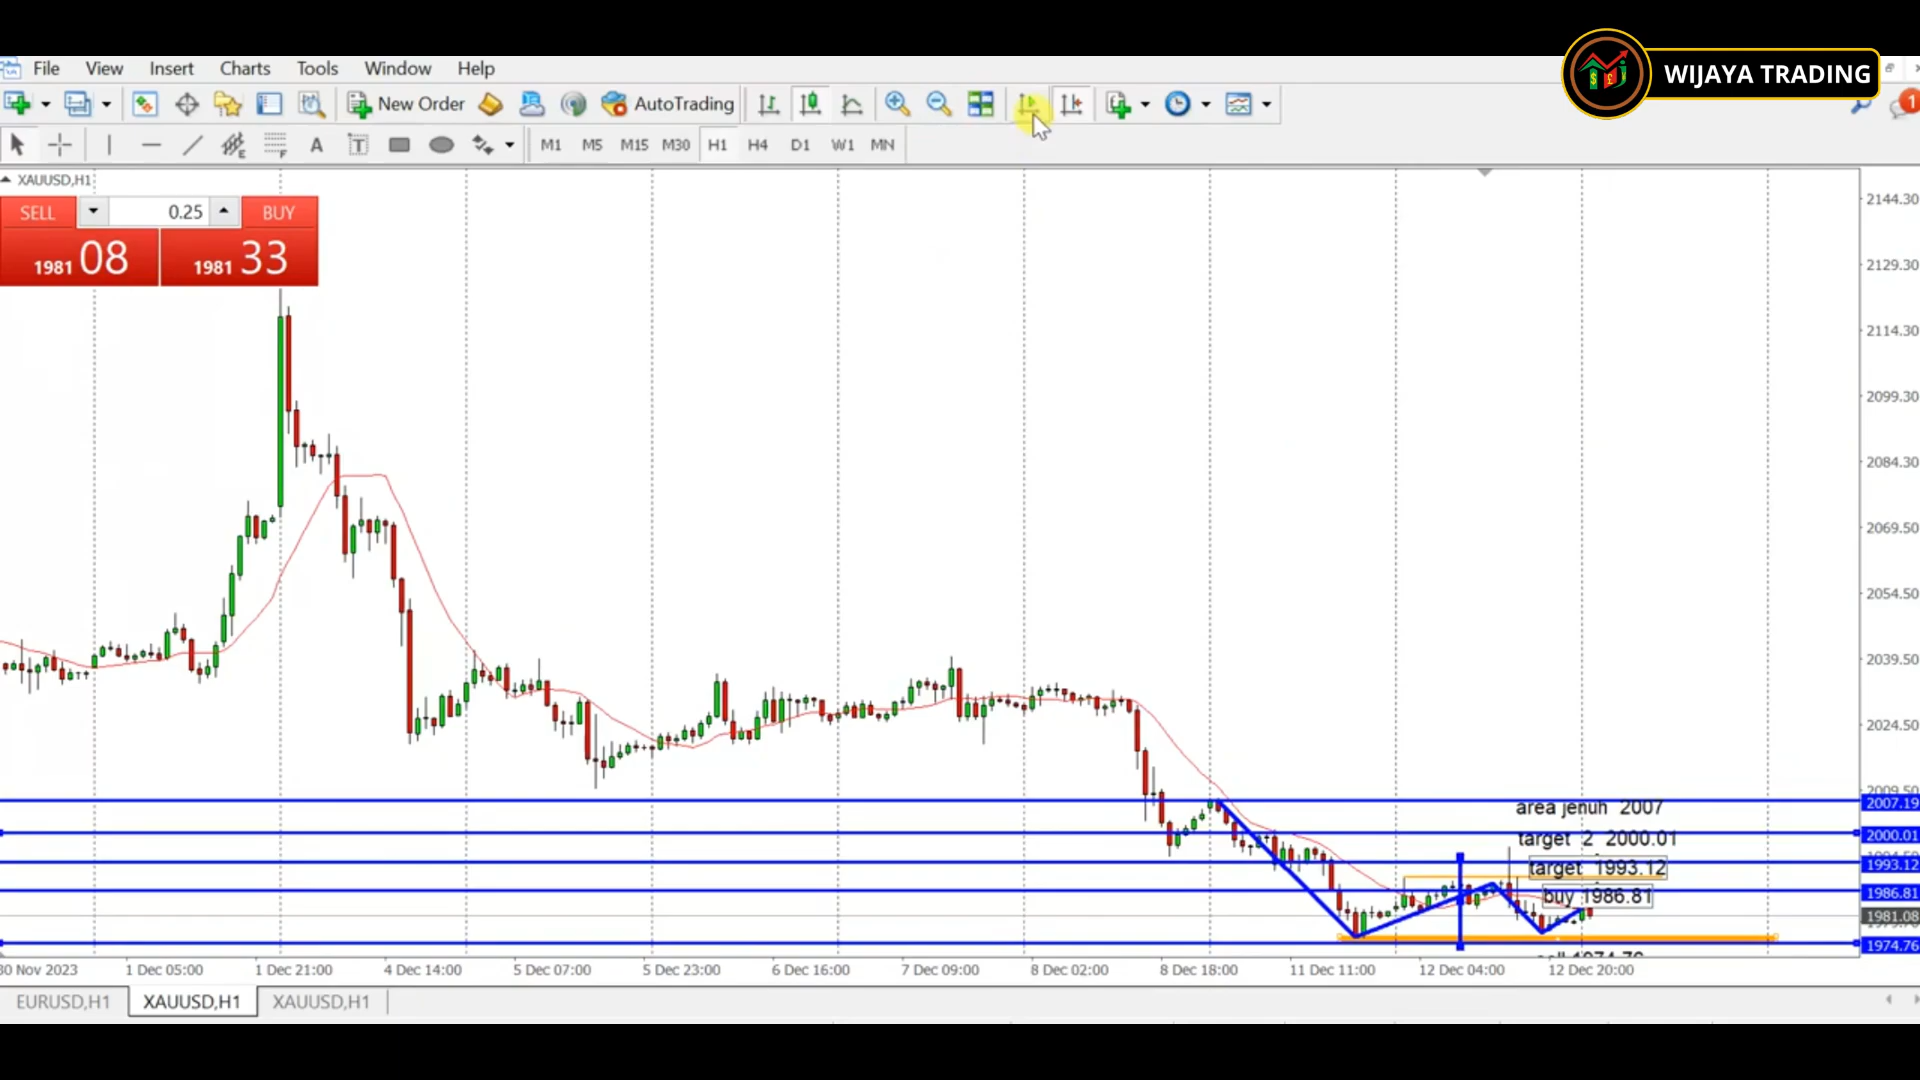 WIJAYA TRADING
File View Insert Charts Tools Window Help
New Order AutoTrading 1
M1 M5 M15 M30 H1 H4 D1 W1 MN
XAUUSD,H1
SELL 0.25 BUY
1981 08 1981 33
2144.30
2129.30
2114.30
2099.30
2084.30
2069.50
2054.50
2039.50
2024.50
2009.50
area jenuh 2007 2007.19
target 2 2000.01 2000.01
target 1993.12 1993.12
buy 1986.81 1986.81
1981.08
1974.76
30 Nov 2023 1 Dec 05:00 1 Dec 21:00 4 Dec 14:00 5 Dec 07:00 5 Dec 23:00 6 Dec 16:00 7 Dec 09:00 8 Dec 02:00 8 Dec 18:00 11 Dec 11:00 12 Dec 04:00 12 Dec 20:00
EURUSD,H1 XAUUSD,H1 XAUUSD,H1